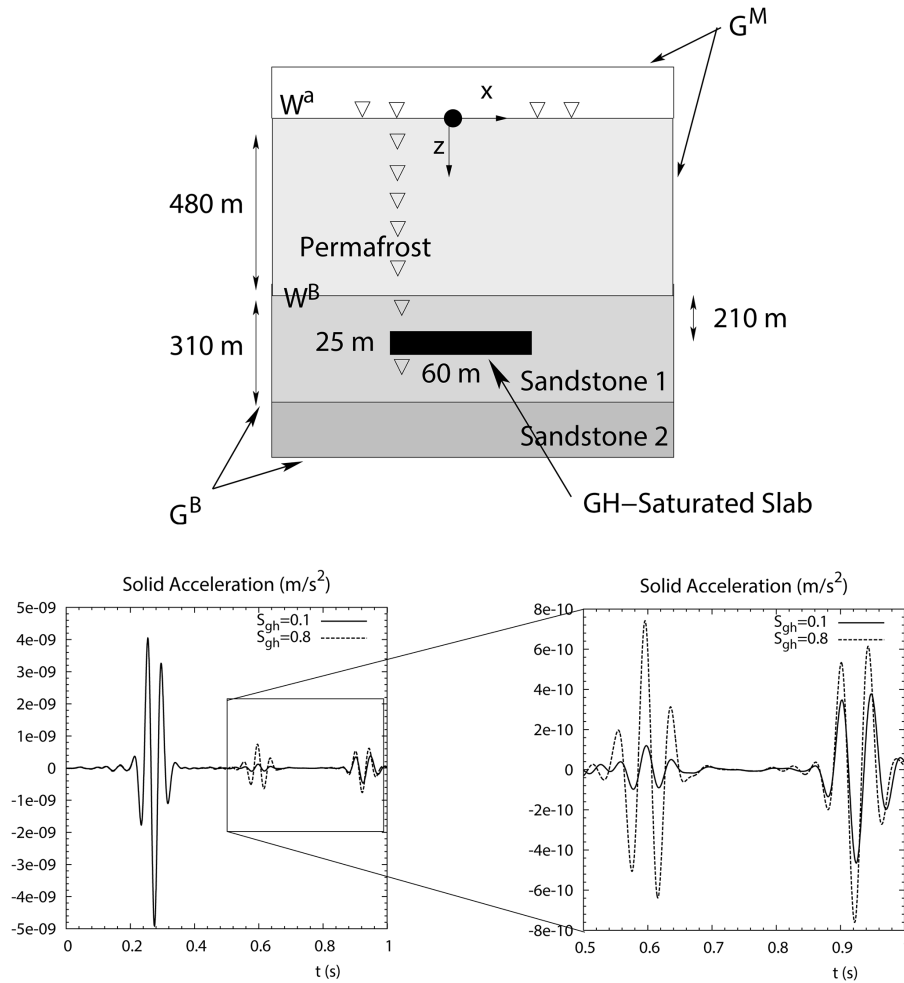 G^M
W^a
x
z
480 m
Permafrost
W^B
210 m
310 m
25 m
60 m
Sandstone 1
Sandstone 2
G^B
GH−Saturated Slab
Solid Acceleration (m/s²)
S_gh=0.1
S_gh=0.8
5e-09
4e-09
3e-09
2e-09
1e-09
0
-1e-09
-2e-09
-3e-09
-4e-09
-5e-09
0 0.2 0.4 0.6 0.8 1
t (s)
Solid Acceleration (m/s²)
S_gh=0.1
S_gh=0.8
8e-10
6e-10
4e-10
2e-10
0
-2e-10
-4e-10
-6e-10
-8e-10
0.5 0.6 0.7 0.8 0.9
t (s)